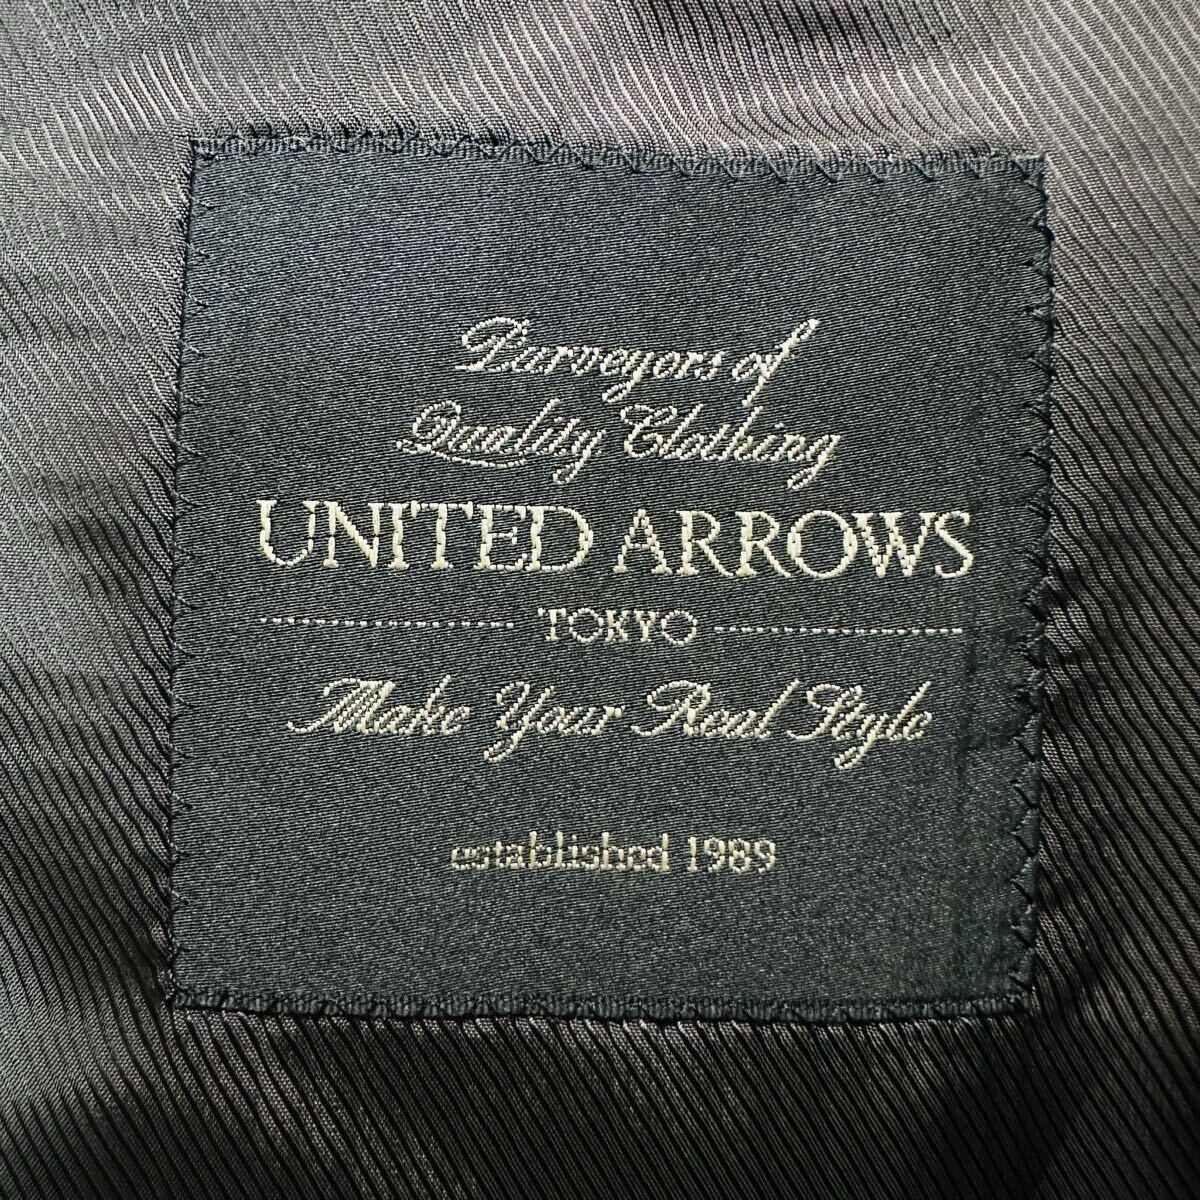 Purveyors of
Quality Clothing
UNITED ARROWS
TOKYO
Make Your Real Style
established 1989